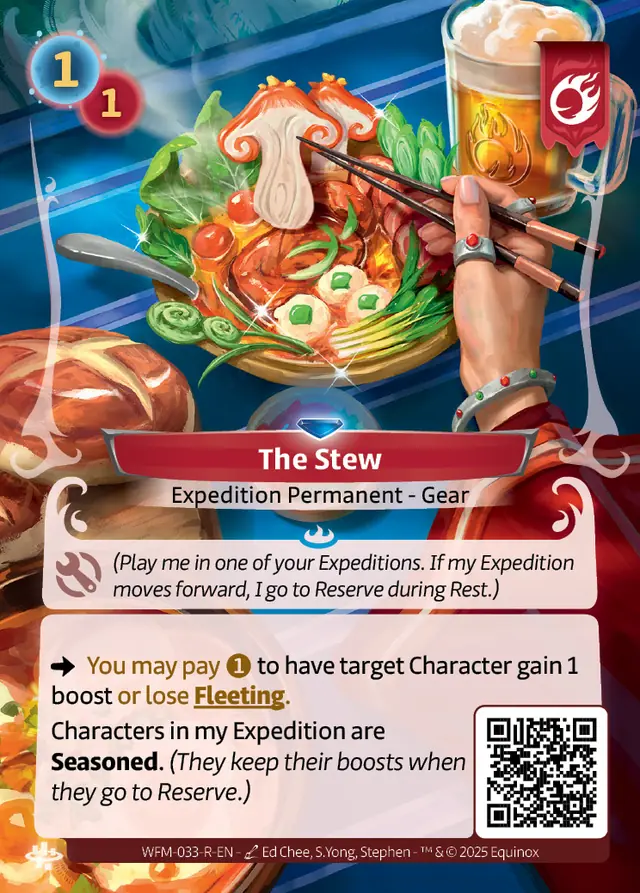 1
1
The Stew
Expedition Permanent - Gear
(Play me in one of your Expeditions. If my Expedition
moves forward, I go to Reserve during Rest.)
You may pay 1 to have target Character gain 1
boost or lose Fleeting.
Characters in my Expedition are
Seasoned. (They keep their boosts when
they go to Reserve.)
WFM-033-R-EN - Ed Chee, S.Yong, Stephen - ™ & © 2025 Equinox